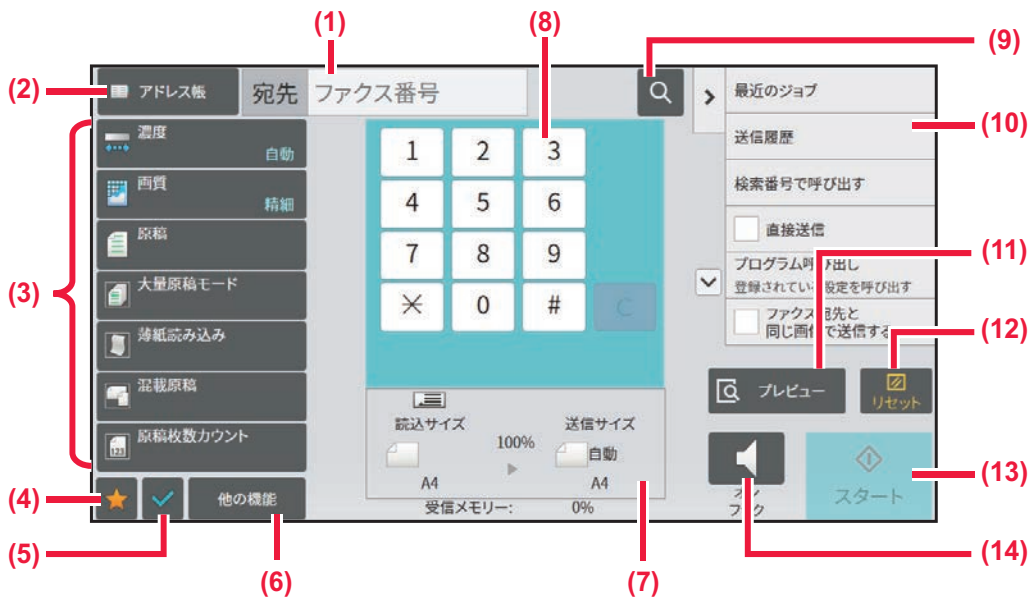 (1)
(8)
(9)
(2)
アドレス帳
宛先
ファクス番号
最近のジョブ
(10)
送信履歴
検索番号で呼び出す
直接送信
(11)
プログラム呼び出し
登録されている設定を呼び出す
ファクス宛先と
同じ画像で送信する
(12)
(3)
濃度
自動
画質
精細
原稿
大量原稿モード
薄紙読み込み
混載原稿
原稿枚数カウント
123
1 2 3
4 5 6
7 8 9
0 #
C
プレビュー
リセット
読込サイズ
送信サイズ
100%
自動
A4
A4
受信メモリー: 0%
オン
フック
スタート
(13)
(4)
他の機能
(5)
(6)
(7)
(14)